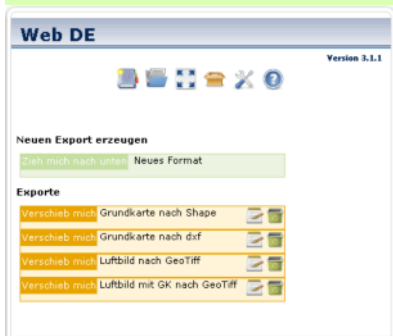 Web DE
Version 3.1.1
Neuen Export erzeugen
Zieh mich nach unten Neues Format
Exporte
Verschieb mich Grundkarte nach Shape
Verschieb mich Grundkarte nach dxf
Verschieb mich Luftbild nach GeoTiff
Verschieb mich Luftbild mit GK nach GeoTiff